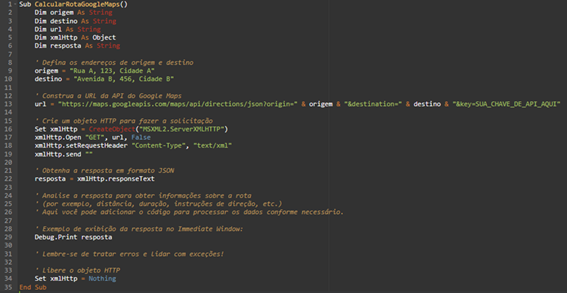 1 Sub CalcularRotaGoogleMaps()
2 Dim origem As String
3 Dim destino As String
4 Dim url As String
5 Dim xmlHttp As Object
6 Dim resposta As String
7
8 ' Defina os endereços de origem e destino
9 origem = "Rua A, 123, Cidade A"
10 destino = "Avenida B, 456, Cidade B"
11
12 ' Construa a URL da API do Google Maps
13 url = "https://maps.googleapis.com/maps/api/directions/json?origin=" & origem & "&destination=" & destino & "&key=SUA_CHAVE_DE_API_AQUI"
14
15 ' Crie um objeto HTTP para fazer a solicitação
16 Set xmlHttp = CreateObject("MSXML2.ServerXMLHTTP")
17 xmlHttp.Open "GET", url, False
18 xmlHttp.setRequestHeader "Content-Type", "text/xml"
19 xmlHttp.send ""
20
21 ' Obtenha a resposta em formato JSON
22 resposta = xmlHttp.responseText
23
24 ' Analise a resposta para obter informações sobre a rota
25 ' (por exemplo, distância, duração, instruções de direção, etc.)
26 ' Aqui você pode adicionar o código para processar os dados conforme necessário.
27
28 ' Exemplo de exibição da resposta no Immediate Window:
29 Debug.Print resposta
30
31 ' Lembre-se de tratar erros e lidar com exceções!
32
33 ' Libere o objeto HTTP
34 Set xmlHttp = Nothing
35 End Sub